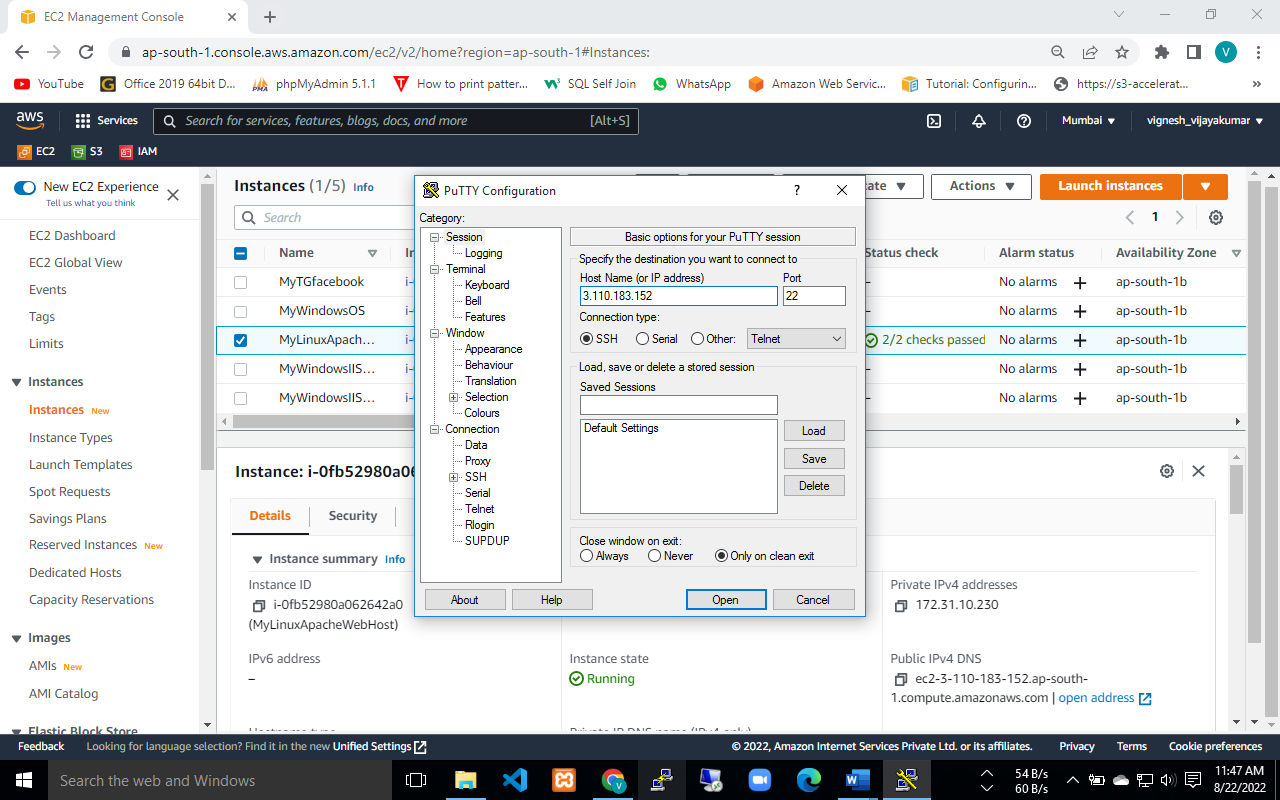 EC2 Management Console
ap-south-1.console.aws.amazon.com/ec2/v2/home?region=ap-south-1#Instances:
V
YouTube
Office 2019 64bit D...
phpMyAdmin 5.1.1
How to print patter...
SQL Self Join
WhatsApp
Amazon Web Servic...
Tutorial: Configurin...
https://s3-accelerat...
»
aws
Services
Search for services, features, blogs, docs, and more
[Alt+S]
Mumbai
vignesh_vijayakumar
EC2
S3
IAM
New EC2 Experience
Tell us what you think
EC2 Dashboard
EC2 Global View
Events
Tags
Limits
Instances
Instances New
Instance Types
Launch Templates
Spot Requests
Savings Plans
Reserved Instances New
Dedicated Hosts
Capacity Reservations
Images
AMIs New
AMI Catalog
Elastic Block Store
Instances (1/5) Info
Actions
Launch instances
Search
1
Name
Status check
Alarm status
Availability Zone
MyTGfacebook i- – No alarms + ap-south-1b
MyWindowsOS i- – No alarms + ap-south-1b
MyLinuxApach... i- 2/2 checks passed No alarms + ap-south-1b
MyWindowsIIS... i- – No alarms + ap-south-1b
MyWindowsIIS... i- – No alarms + ap-south-1b
Instance: i-0fb52980a06
Details
Security
Instance summary Info
Instance ID
i-0fb52980a062642a0
(MyLinuxApacheWebHost)
Private IPv4 addresses
172.31.10.230
IPv6 address
–
Instance state
Running
Public IPv4 DNS
ec2-3-110-183-152.ap-south-
1.compute.amazonaws.com | open address
Hostname type
Private IP DNS name (IPv4 only)
PuTTY Configuration
?
Category:
Session
Logging
Terminal
Keyboard
Bell
Features
Window
Appearance
Behaviour
Translation
Selection
Colours
Connection
Data
Proxy
SSH
Serial
Telnet
Rlogin
SUPDUP
Basic options for your PuTTY session
Specify the destination you want to connect to
Host Name (or IP address)
Port
3.110.183.152
22
Connection type:
SSH
Serial
Other:
Telnet
Load, save or delete a stored session
Saved Sessions
Default Settings
Load
Save
Delete
Close window on exit:
Always
Never
Only on clean exit
About
Help
Open
Cancel
Feedback
Looking for language selection? Find it in the new Unified Settings
© 2022, Amazon Internet Services Private Ltd. or its affiliates.
Privacy
Terms
Cookie preferences
Search the web and Windows
54 B/s
60 B/s
11:47 AM
8/22/2022